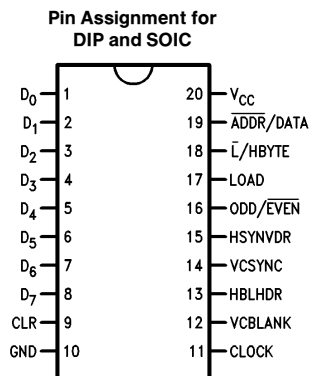 Pin Assignment for
DIP and SOIC
D0 1 20 VCC
D1 2 19 A̅D̅D̅R̅/DATA
D2 3 18 L̅/HBYTE
D3 4 17 LOAD
D4 5 16 ODD/E̅V̅E̅N̅
D5 6 15 HSYNVDR
D6 7 14 VCSYNC
D7 8 13 HBLHDR
CLR 9 12 VCBLANK
GND 10 11 CLOCK